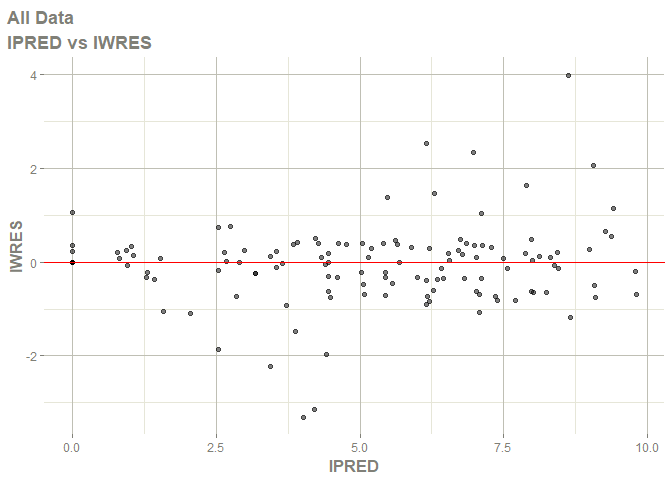 All Data
IPRED vs IWRES
4
2
0
-2
IWRES
0.0 2.5 5.0 7.5 10.0
IPRED